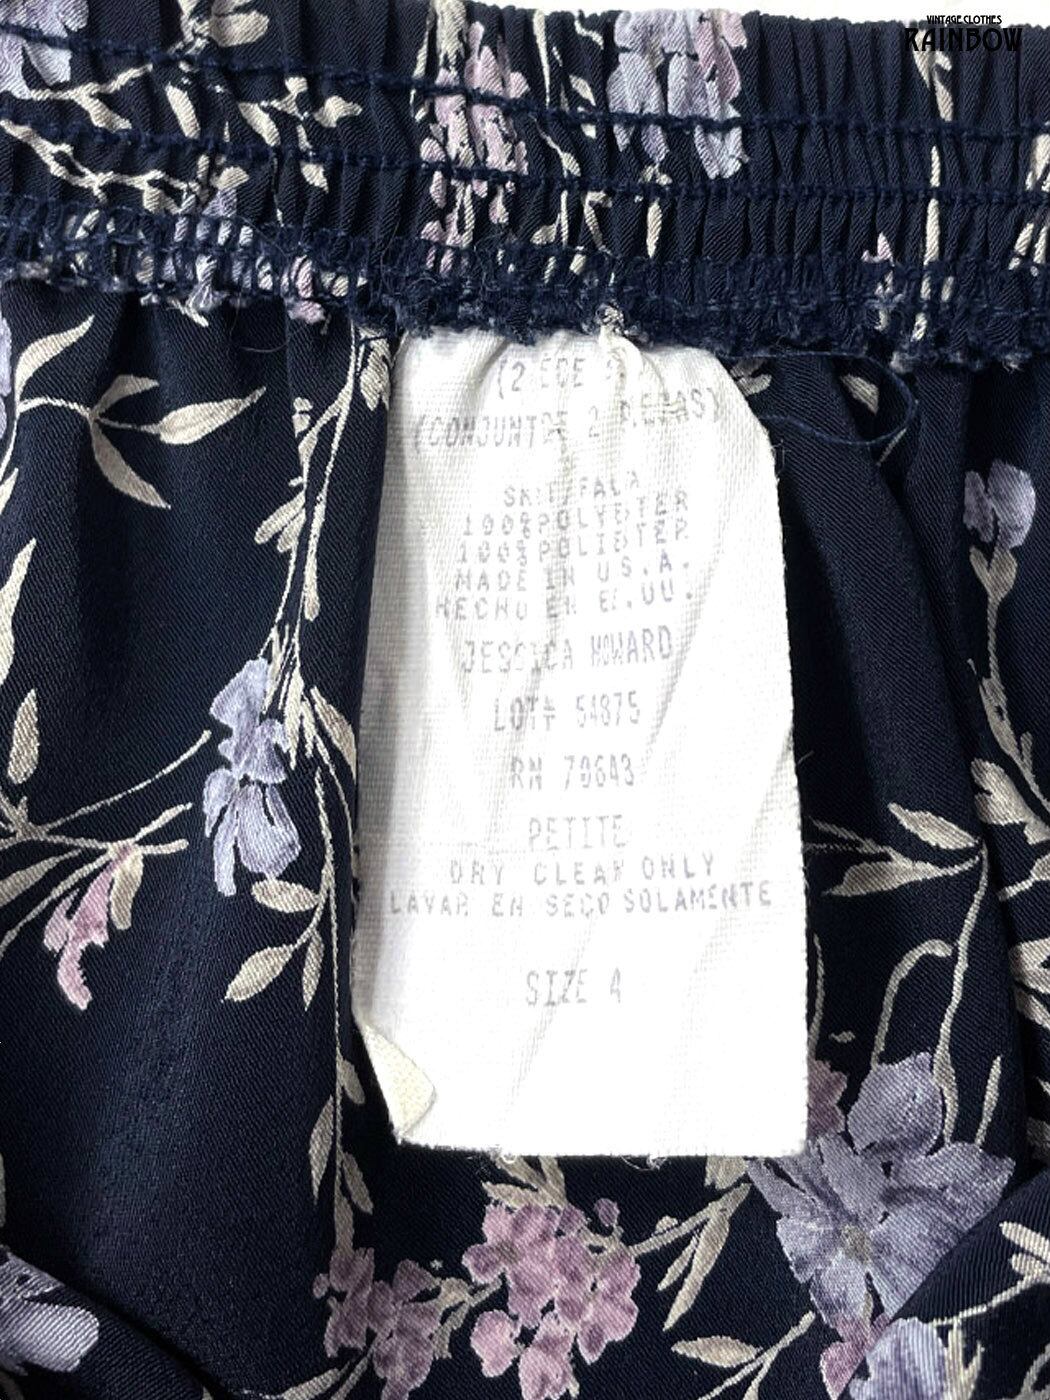 VINTAGE CLOTHES
RAINBOW
(2
(CONJUNTO DE 2 PIEZAS)
SKIRT/FALDA
100%POLYESTER
100%POLIESTER
MADE IN U.S.A.
HECHO EN EE.UU.
JESSICA HOWARD
LOT# 54875
RN 79643
PETITE
DRY CLEAN ONLY
LAVAR EN SECO SOLAMENTE
SIZE 4